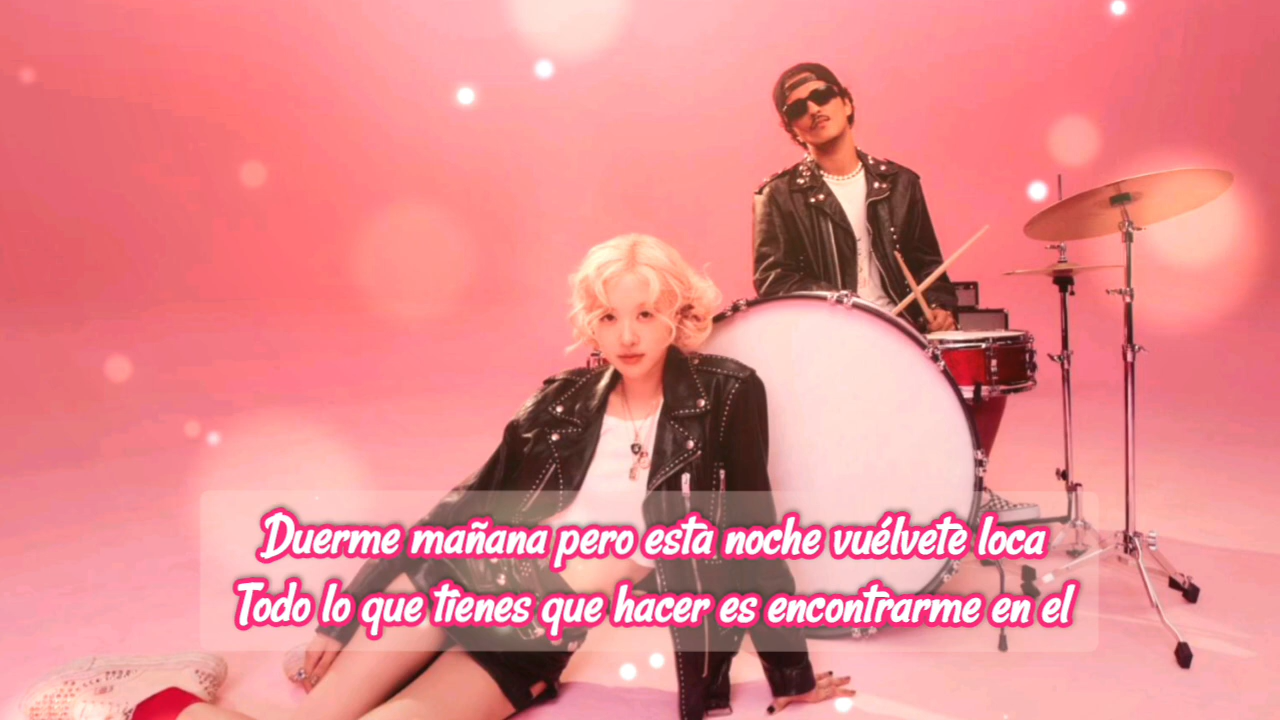 Duerme mañana pero esta noche vuélvete loca
Todo lo que tienes que hacer es encontrarme en el